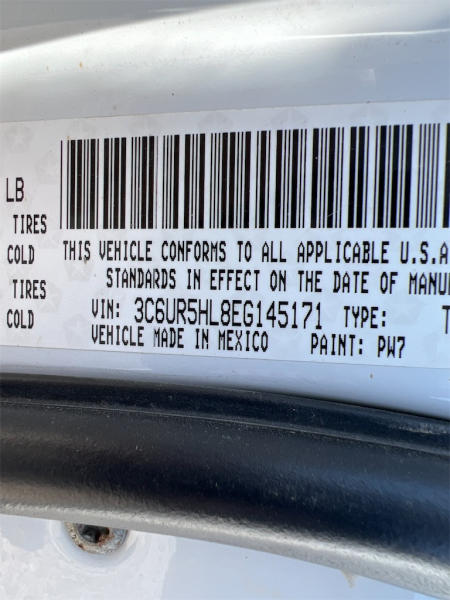 LB
TIRES
COLD THIS VEHICLE CONFORMS TO ALL APPLICABLE U.S.A
STANDARDS IN EFFECT ON THE DATE OF MANU
TIRES
VIN: 3C6UR5HL8EG145171 TYPE: T
COLD
VEHICLE MADE IN MEXICO PAINT: PW7